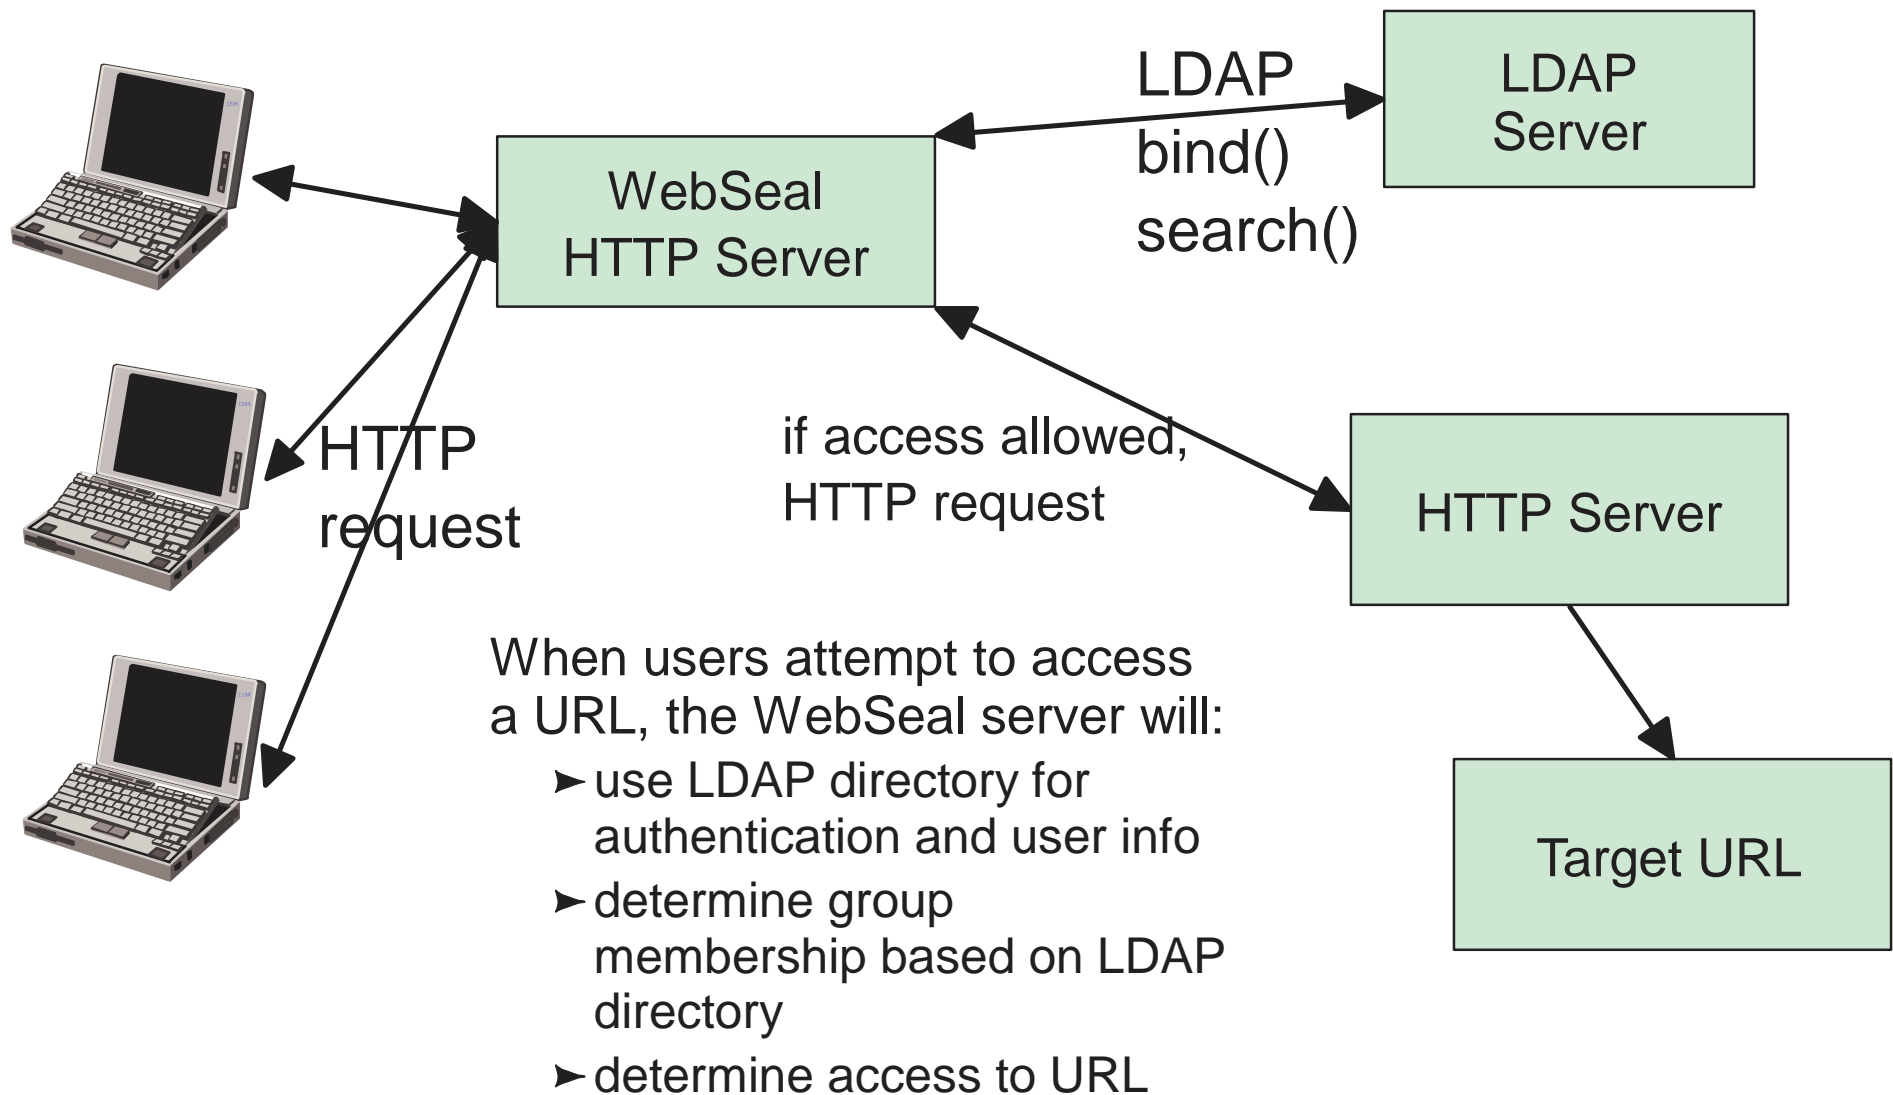 LDAP
bind()
search()
LDAP
Server
WebSeal
HTTP Server
HTTP
request
if access allowed,
HTTP request
HTTP Server
When users attempt to access
a URL, the WebSeal server will:
➢ use LDAP directory for
authentication and user info
➢ determine group
membership based on LDAP
directory
➢ determine access to URL
Target URL